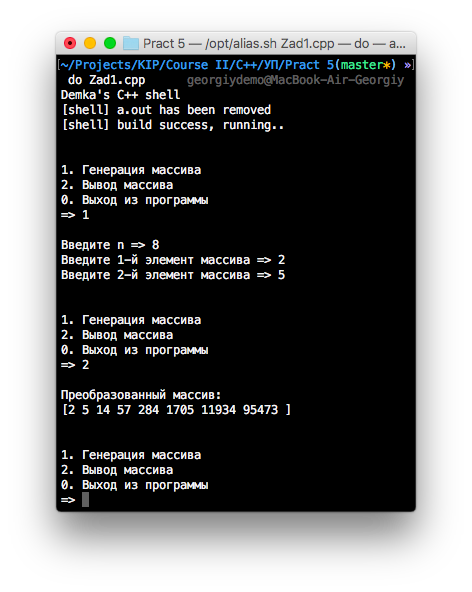 Pract 5 — /opt/alias.sh Zad1.cpp — do — a...
[~/Projects/KIP/Course II/C++/УП/Pract 5(master*) »]
do Zad1.cpp georgiydemo@MacBook-Air-Georgiy
Demka's C++ shell
[shell] a.out has been removed
[shell] build success, running..
1. Генерация массива
2. Вывод массива
0. Выход из программы
=> 1
Введите n => 8
Введите 1-й элемент массива => 2
Введите 2-й элемент массива => 5
1. Генерация массива
2. Вывод массива
0. Выход из программы
=> 2
Преобразованный массив:
[2 5 14 57 284 1705 11934 95473 ]
1. Генерация массива
2. Вывод массива
0. Выход из программы
=>